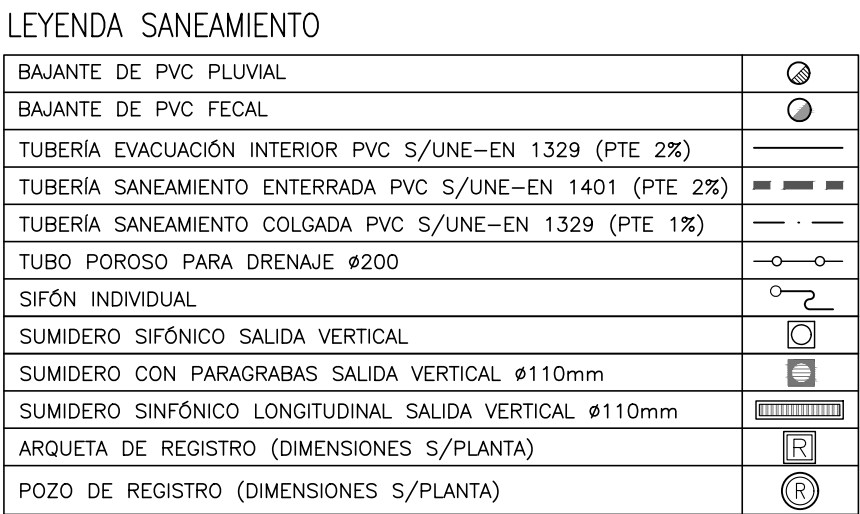 LEYENDA SANEAMIENTO
BAJANTE DE PVC PLUVIAL
BAJANTE DE PVC FECAL
TUBERÍA EVACUACIÓN INTERIOR PVC S/UNE-EN 1329 (PTE 2%)
TUBERÍA SANEAMIENTO ENTERRADA PVC S/UNE-EN 1401 (PTE 2%)
TUBERÍA SANEAMIENTO COLGADA PVC S/UNE-EN 1329 (PTE 1%)
TUBO POROSO PARA DRENAJE ø200
SIFÓN INDIVIDUAL
SUMIDERO SIFÓNICO SALIDA VERTICAL
SUMIDERO CON PARAGRABAS SALIDA VERTICAL ø110mm
SUMIDERO SINFÓNICO LONGITUDINAL SALIDA VERTICAL ø110mm
ARQUETA DE REGISTRO (DIMENSIONES S/PLANTA) R
POZO DE REGISTRO (DIMENSIONES S/PLANTA) R